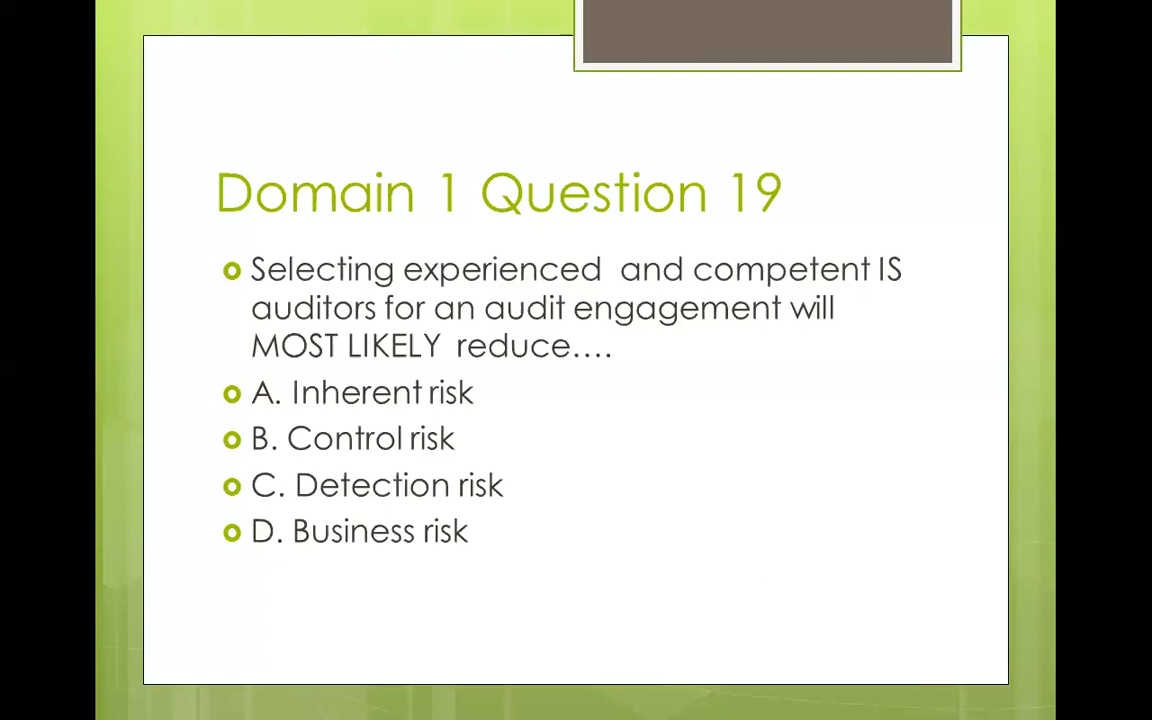 Domain 1 Question 19
Selecting experienced  and competent IS
auditors for an audit engagement will
MOST LIKELY  reduce….
A. Inherent risk
B. Control risk
C. Detection risk
D. Business risk